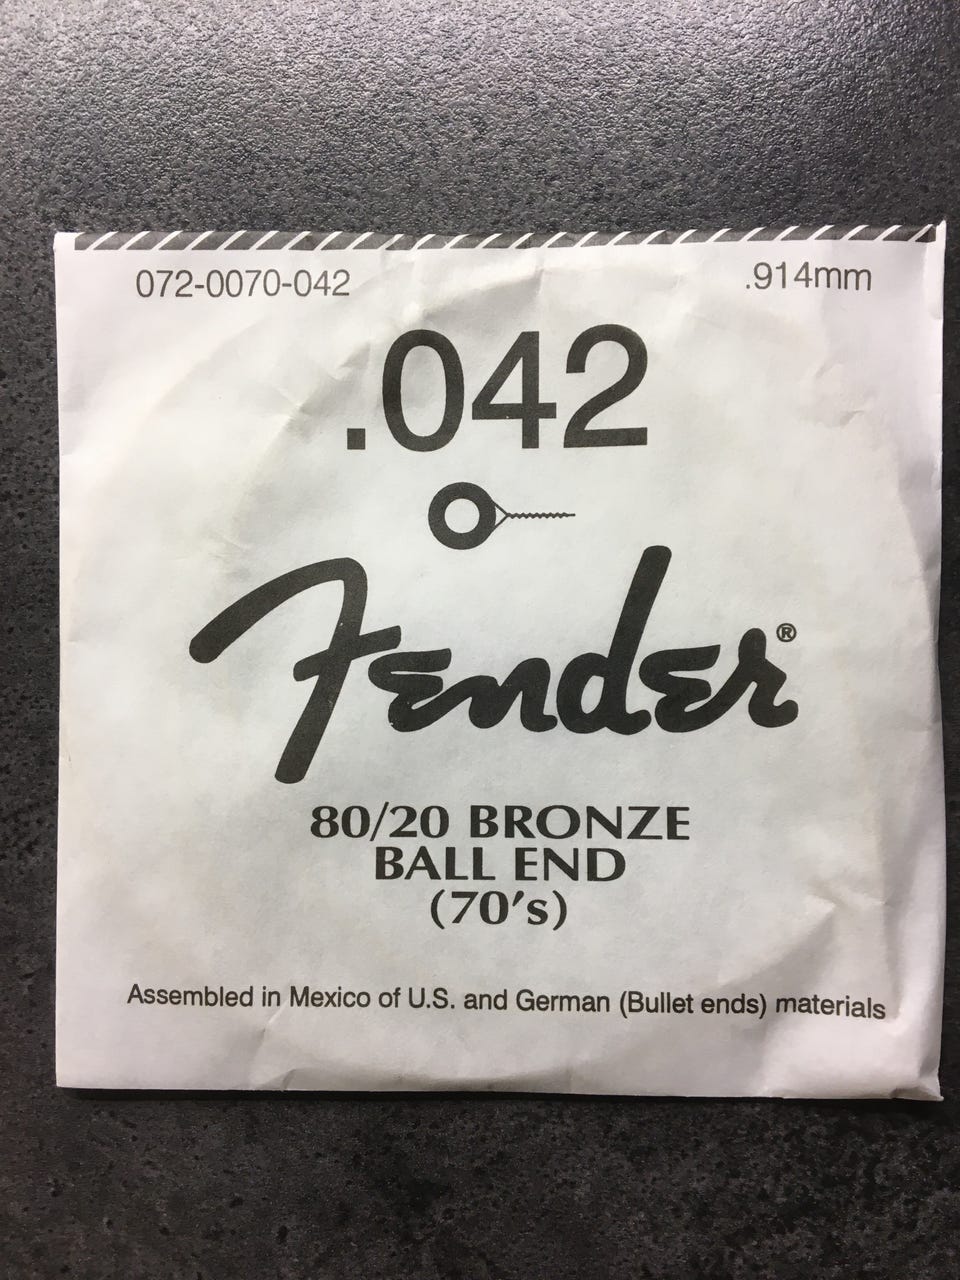 072-0070-042 .914mm
.042
Fender®
80/20 BRONZE
BALL END
(70's)
Assembled in Mexico of U.S. and German (Bullet ends) materials